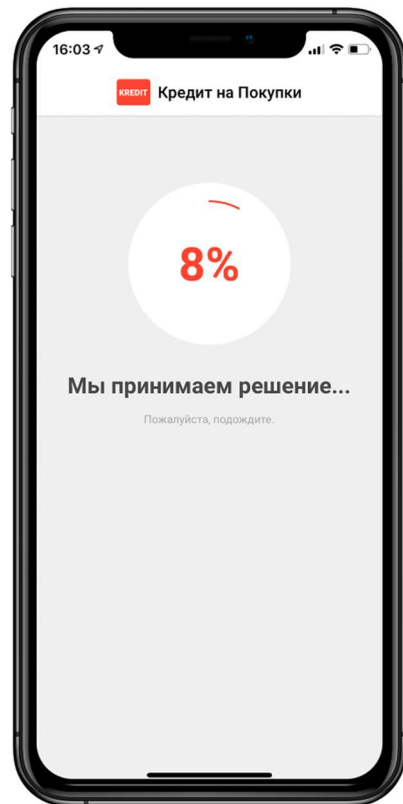 16:03
KREDIT Кредит на Покупки
8%
Мы принимаем решение...
Пожалуйста, подождите.